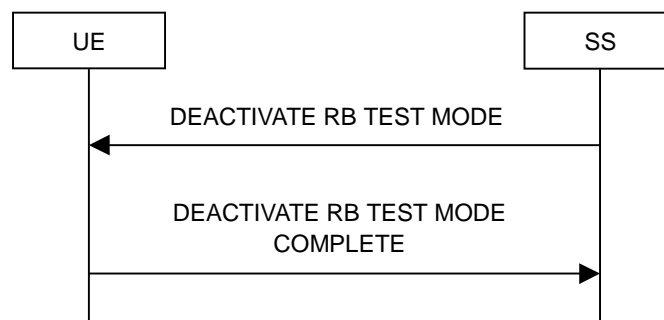 UE
SS
DEACTIVATE RB TEST MODE
DEACTIVATE RB TEST MODE
COMPLETE